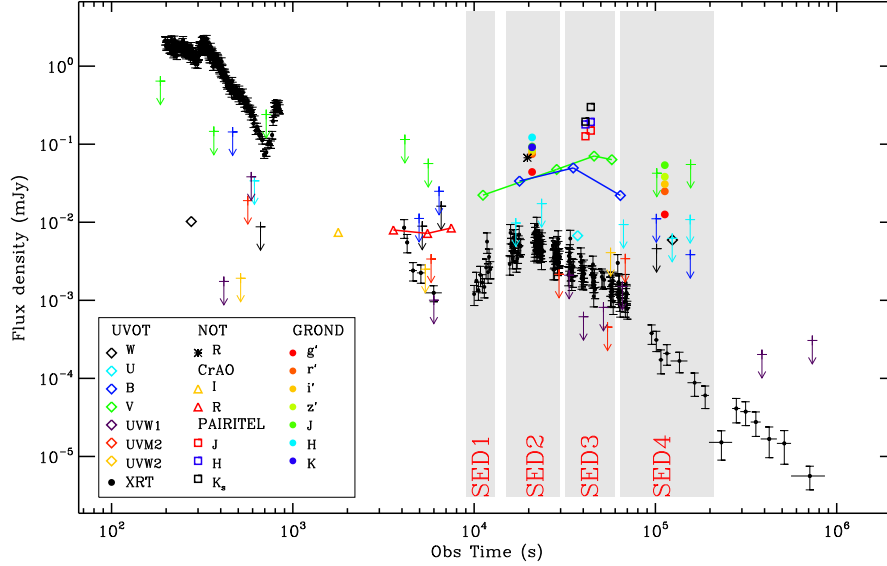 Flux density (mJy)
10⁰
10⁻¹
10⁻²
10⁻³
10⁻⁴
10⁻⁵
UVOT
W
U
B
V
UVW1
UVM2
UVW2
XRT
NOT
R
CrAO
I
R
PAIRITEL
J
H
Kₛ
GROND
g'
r'
i'
z'
J
H
K
SED1
SED2
SED3
SED4
10²
10³
10⁴
10⁵
10⁶
Obs Time (s)